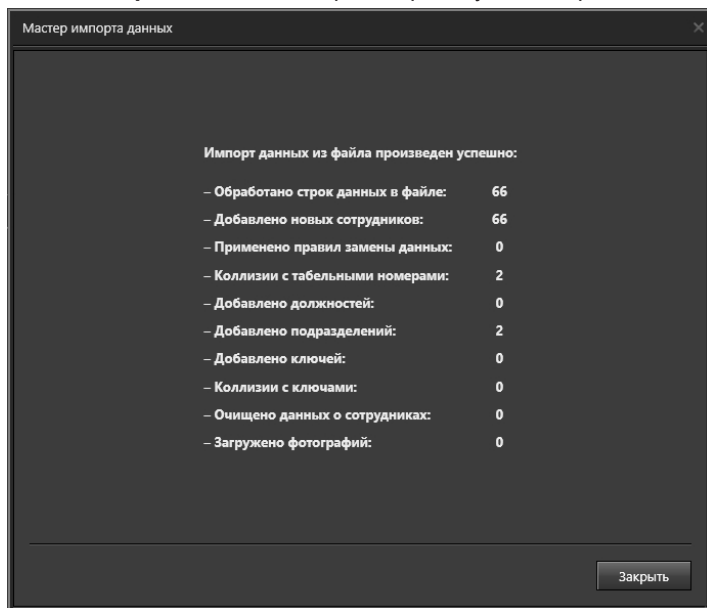 Мастер импорта данных
Импорт данных из файла произведен успешно:
– Обработано строк данных в файле: 66
– Добавлено новых сотрудников: 66
– Применено правил замены данных: 0
– Коллизии с табельными номерами: 2
– Добавлено должностей: 0
– Добавлено подразделений: 2
– Добавлено ключей: 0
– Коллизии с ключами: 0
– Очищено данных о сотрудниках: 0
– Загружено фотографий: 0
Закрыть